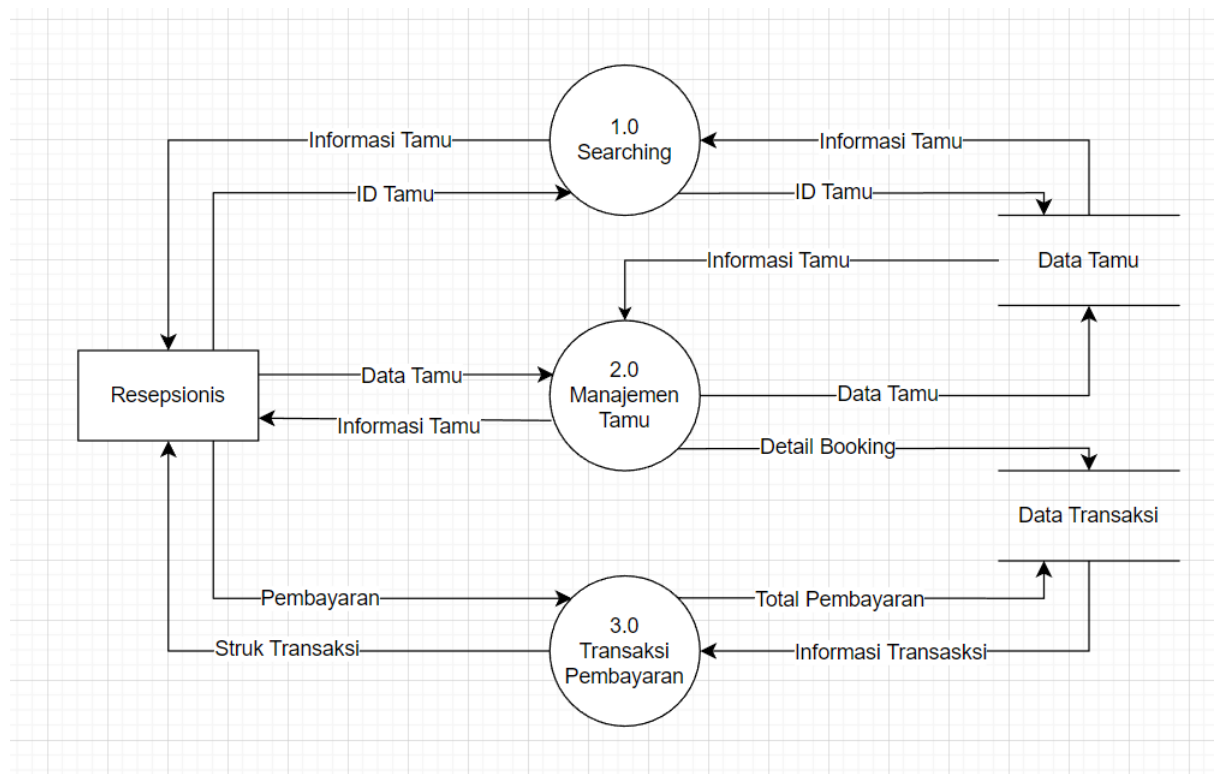 1.0
Searching
Informasi Tamu
Informasi Tamu
ID Tamu
ID Tamu
Informasi Tamu
Data Tamu
Resepsionis
Data Tamu
2.0
Manajemen
Tamu
Data Tamu
Informasi Tamu
Detail Booking
Data Transaksi
Pembayaran
Total Pembayaran
3.0
Transaksi
Pembayaran
Struk Transaksi
Informasi Transasksi